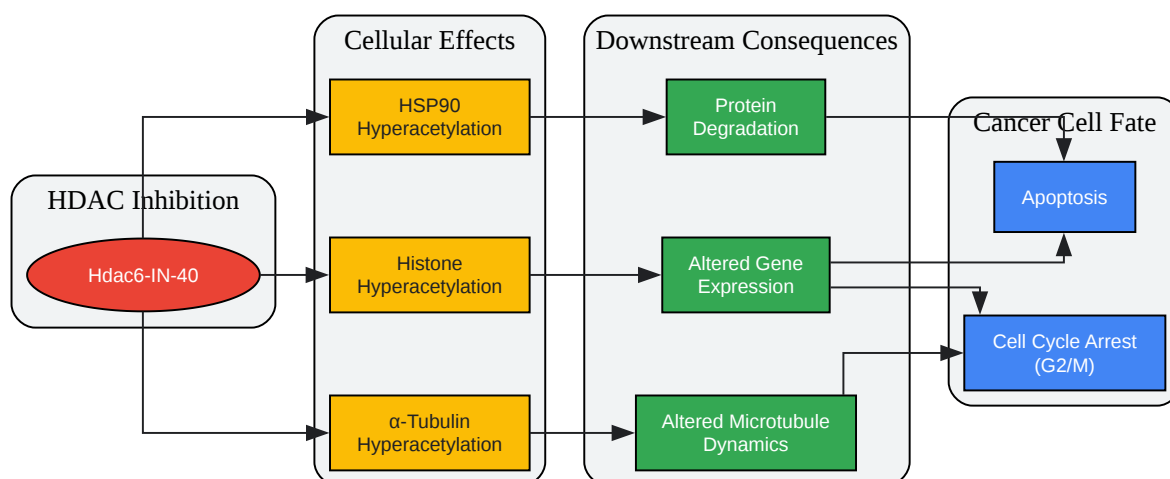 Cellular Effects
Downstream Consequences
HSP90
Hyperacetylation
Protein
Degradation
Cancer Cell Fate
HDAC Inhibition
Apoptosis
Hdac6-IN-40
Histone
Hyperacetylation
Altered Gene
Expression
Cell Cycle Arrest
(G2/M)
α-Tubulin
Hyperacetylation
Altered Microtubule
Dynamics